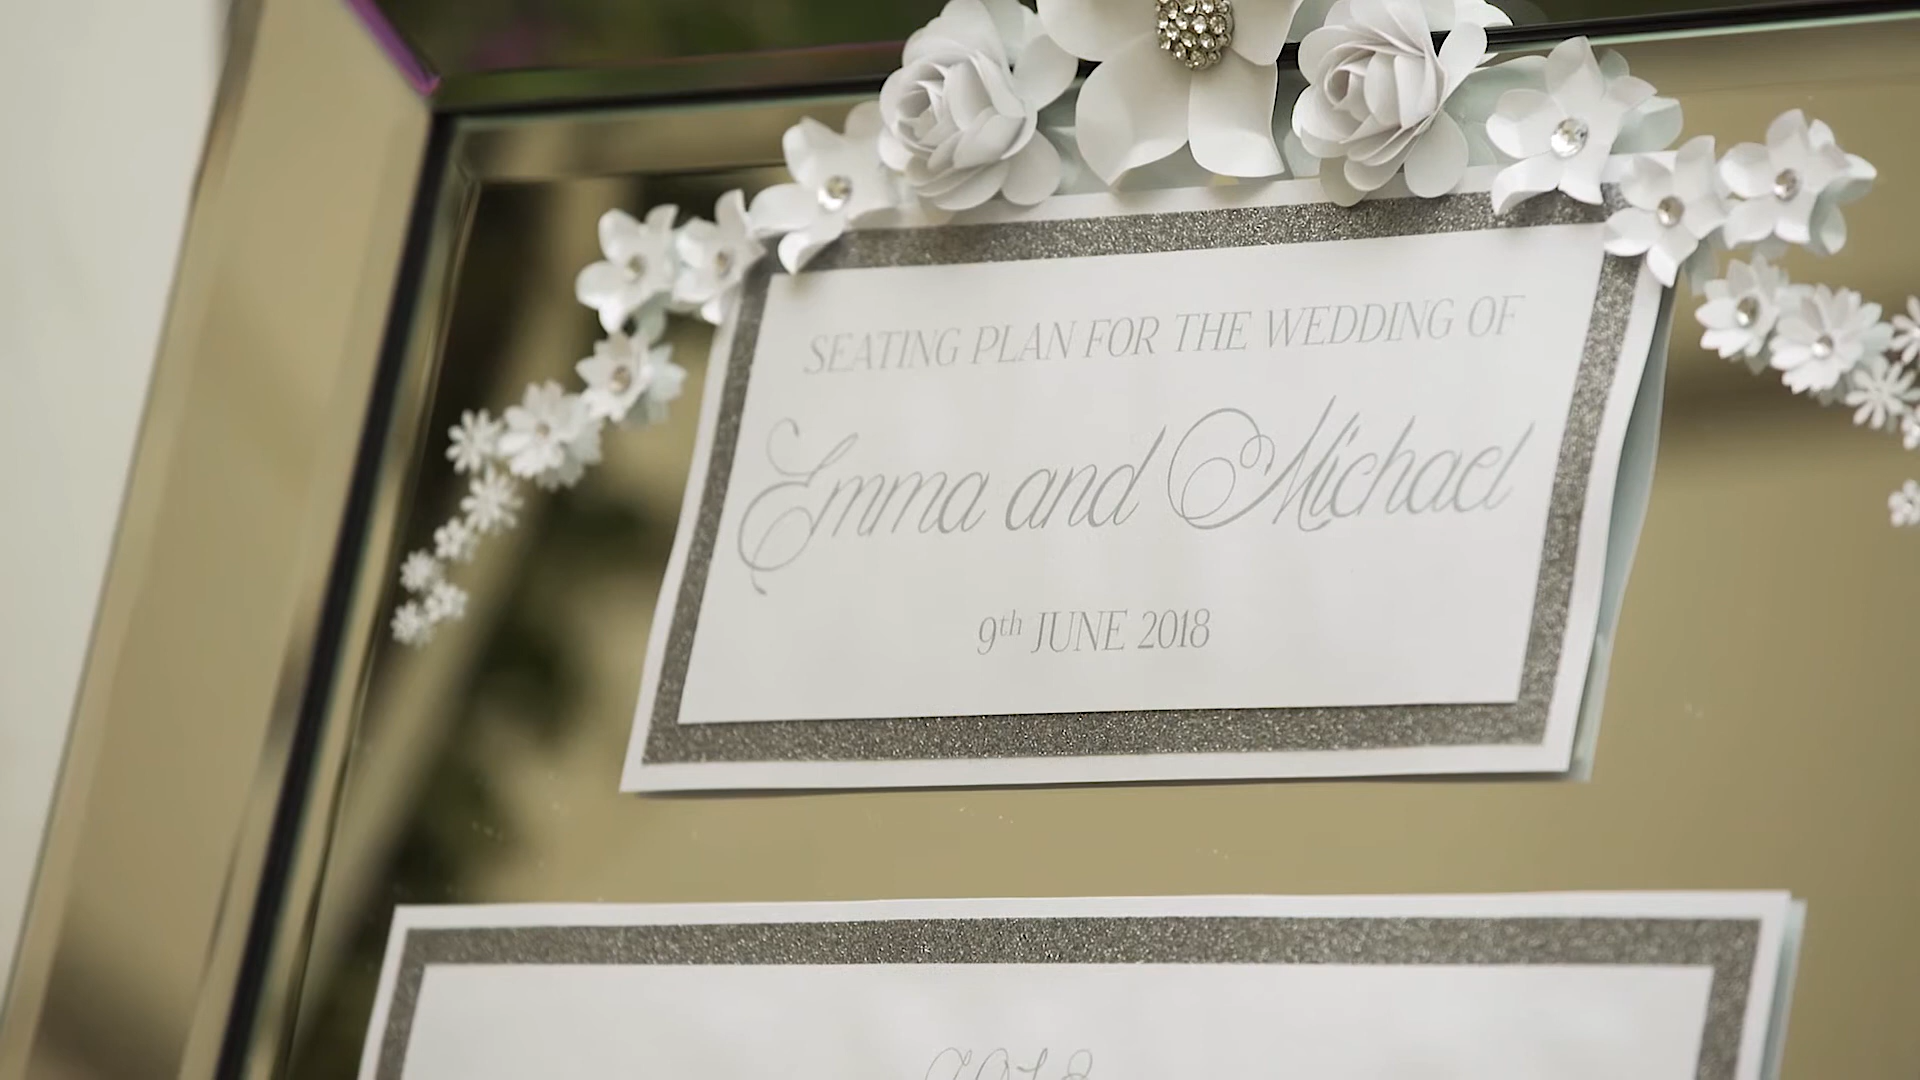 SEATING PLAN FOR THE WEDDING OF
Emma and Michael
9th JUNE 2018